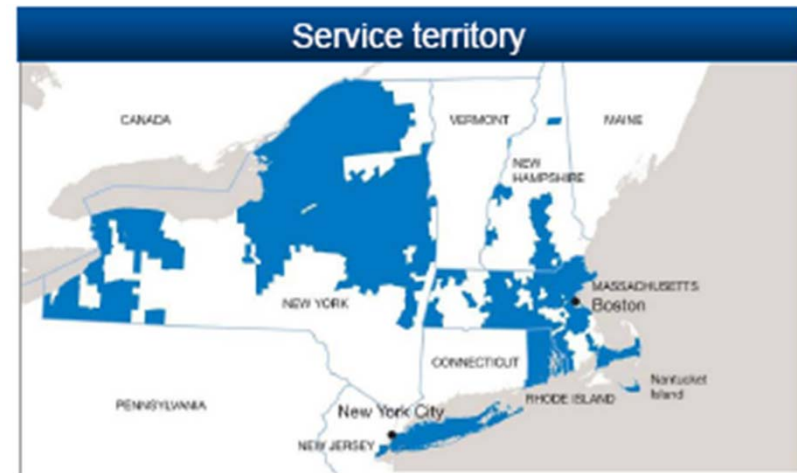 Service territory
CANADA
VERMONT
MAINE
NEW
HAMPSHIRE
MASSACHUSETTS
Boston
NEW YORK
CONNECTICUT
Nantucket
Island
RHODE ISLAND
PENNSYLVANIA
New York City
NEW JERSEY